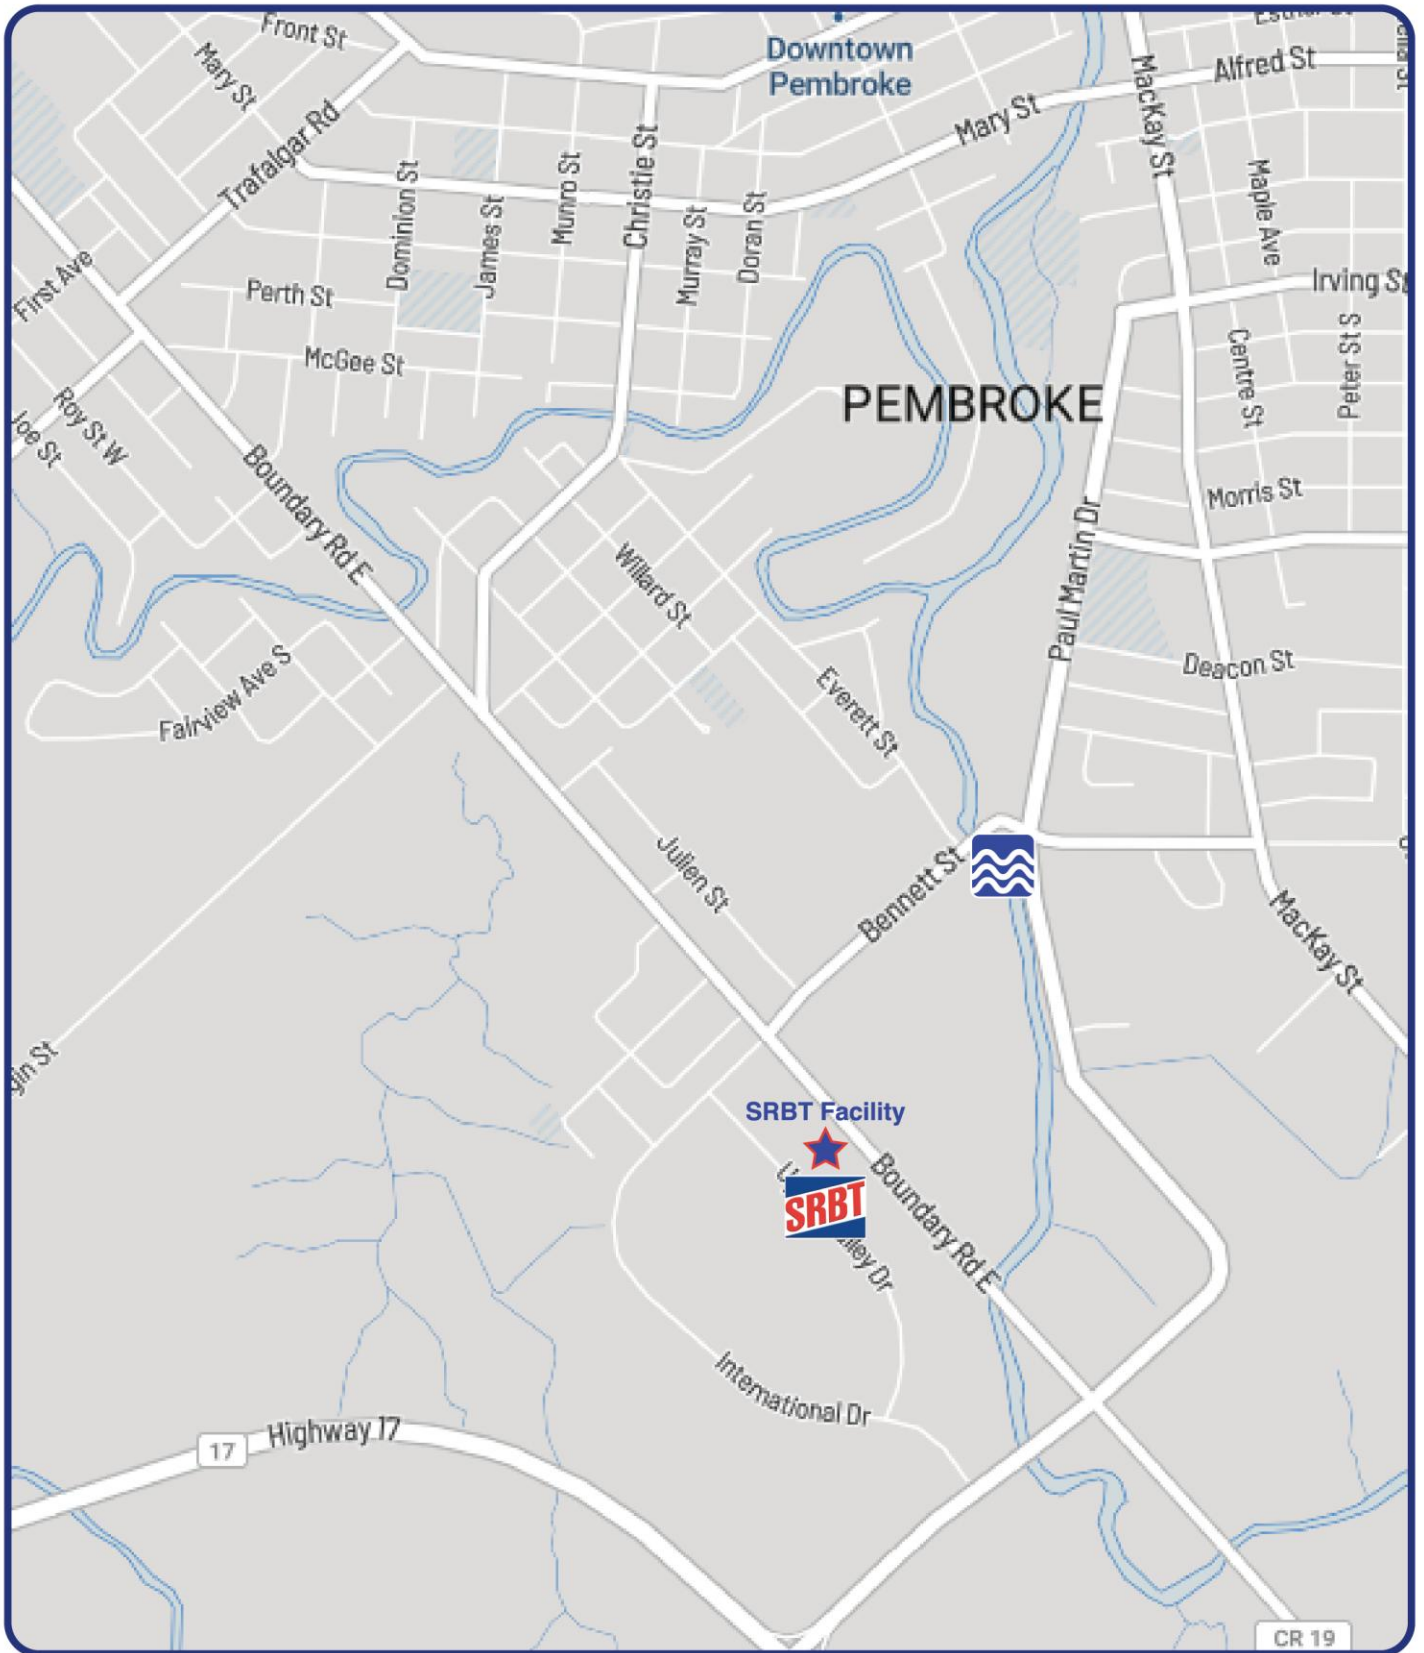 Front St
Mary St
Trafalgar Rd
Downtown
Pembroke
Mary St
MacKay St
Alfred St
Christie St
Dominion St
James St
Munro St
Murray St
Doran St
Maple Ave
First Ave
Perth St
Irving St
McGee St
Centre St
Peter St S
PEMBROKE
Roy St W
Joe St
Boundary Rd E
Morris St
Paul Martin Dr
Willard St
Deacon St
Fairview Ave S
Everett St
Julien St
Bennett St
MacKay St
gin St
SRBT Facility
SRBT
Boundary Rd E
lley Dr
International Dr
17
Highway 17
CR 19